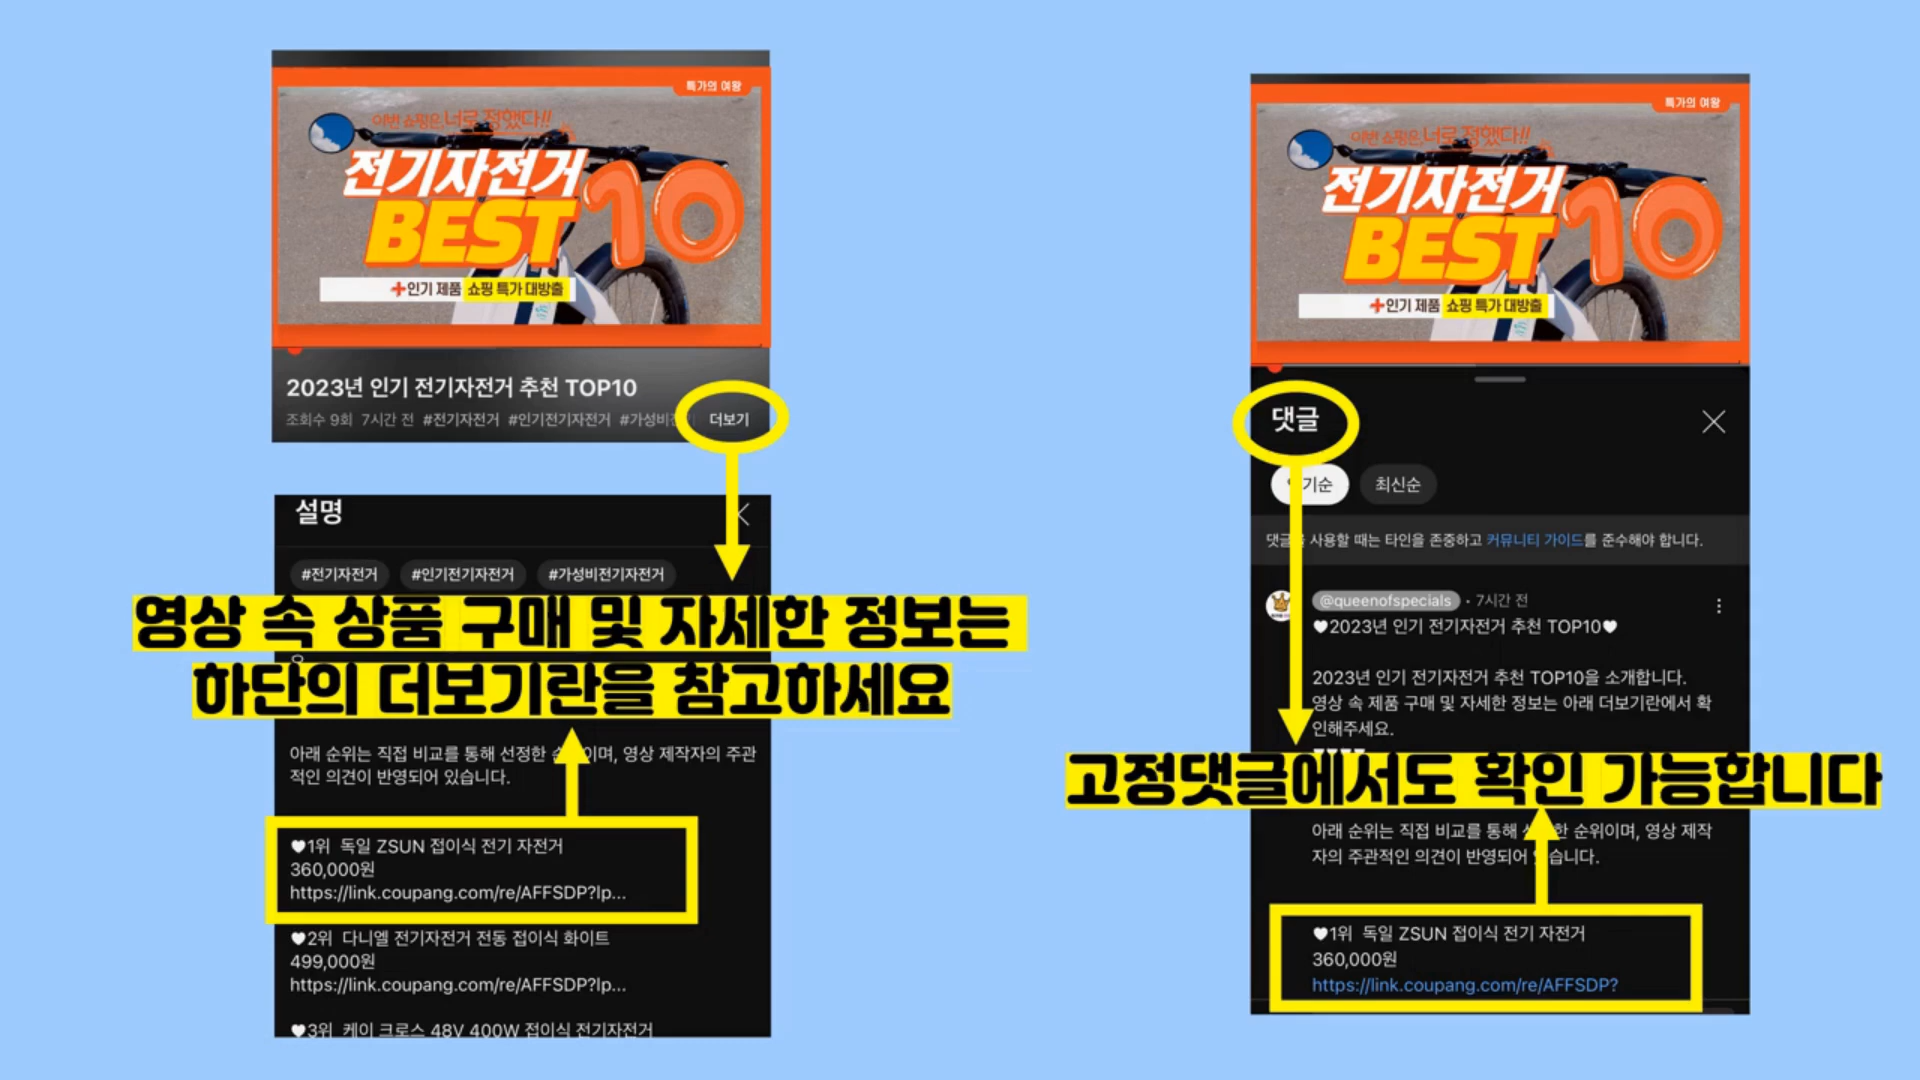 특가의 여왕
이번 쇼핑은,너로 정했다!!
전기자전거
BEST 10
+인기 제품 쇼핑 특가 대방출
2023년 인기 전기자전거 추천 TOP10
조회수 9회 7시간 전 #전기자전거 #인기전기자전거 #가성비 더보기
설명
#전기자전거 #인기전기자전거 #가성비전기자전거
영상 속 상품 구매 및 자세한 정보는
하단의 더보기란을 참고하세요
아래 순위는 직접 비교를 통해 선정한 이며, 영상 제작자의 주관
적인 의견이 반영되어 있습니다.
♥1위 독일 ZSUN 접이식 전기 자전거
360,000원
https://link.coupang.com/re/AFFSDP?lp...
♥2위 다니엘 전기자전거 전동 접이식 화이트
499,000원
https://link.coupang.com/re/AFFSDP?lp...
♥3위 케이 크로스 48V 400W 접이식 전기자전거
특가의 여왕
이번 쇼핑은,너로 정했다!!
전기자전거
BEST 10
+인기 제품 쇼핑 특가 대방출
댓글
기순 최신순
댓글 사용할 때는 타인을 존중하고 커뮤니티 가이드를 준수해야 합니다.
@queenofspecials · 7시간 전
♥2023년 인기 전기자전거 추천 TOP10♥
2023년 인기 전기자전거 추천 TOP10을 소개합니다.
영상 속 제품 구매 및 자세한 정보는 아래 더보기란에서 확
인해주세요.
고정댓글에서도 확인 가능합니다
아래 순위는 직접 비교를 통해 한 순위이며, 영상 제작
자의 주관적인 의견이 반영되어 습니다.
♥1위 독일 ZSUN 접이식 전기 자전거
360,000원
https://link.coupang.com/re/AFFSDP?